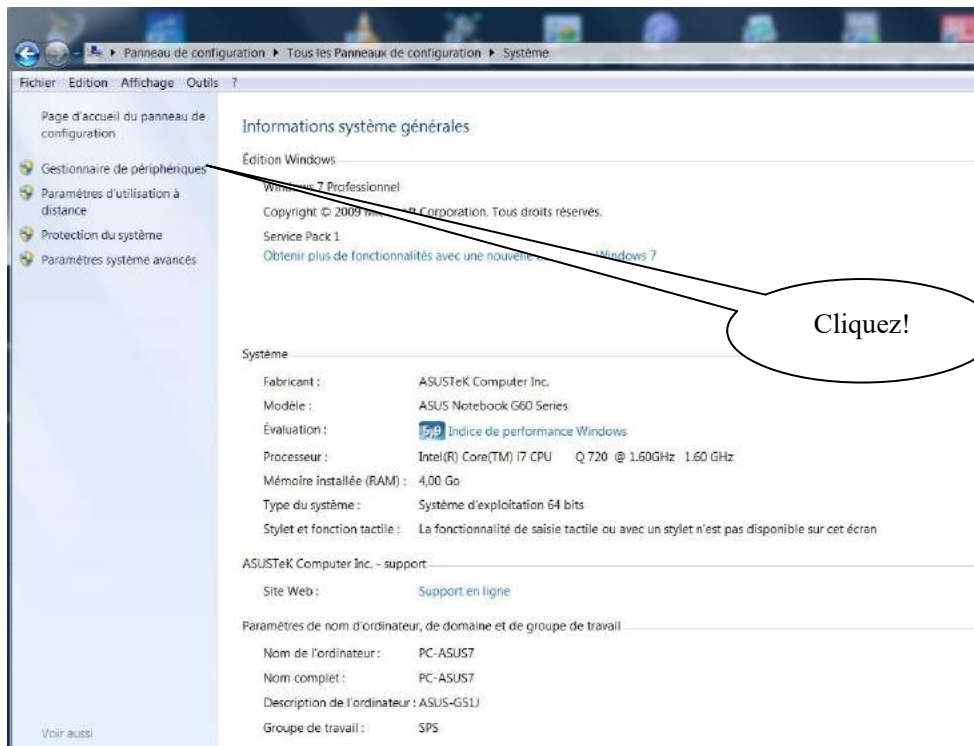 Panneau de configuration ▸ Tous les Panneaux de configuration ▸ Système
Fichier Edition Affichage Outils ?
Page d'accueil du panneau de
configuration
Gestionnaire de périphériques
Paramètres d'utilisation à
distance
Protection du système
Paramètres système avancés
Voir aussi
Informations système générales
Édition Windows
Windows 7 Professionnel
Copyright © 2009 Microsoft Corporation. Tous droits réservés.
Service Pack 1
Obtenir plus de fonctionnalités avec une nouvelle Windows 7
Cliquez!
Système
Fabricant : ASUSTeK Computer Inc.
Modèle : ASUS Notebook G60 Series
Évaluation : 5,9 Indice de performance Windows
Processeur : Intel(R) Core(TM) i7 CPU Q 720 @ 1.60GHz 1.60 GHz
Mémoire installée (RAM) : 4,00 Go
Type du système : Système d'exploitation 64 bits
Stylet et fonction tactile : La fonctionnalité de saisie tactile ou avec un stylet n'est pas disponible sur cet écran
ASUSTeK Computer Inc. - support
Site Web : Support en ligne
Paramètres de nom d'ordinateur, de domaine et de groupe de travail
Nom de l'ordinateur : PC-ASUS7
Nom complet : PC-ASUS7
Description de l'ordinateur : ASUS-G51J
Groupe de travail : SPS